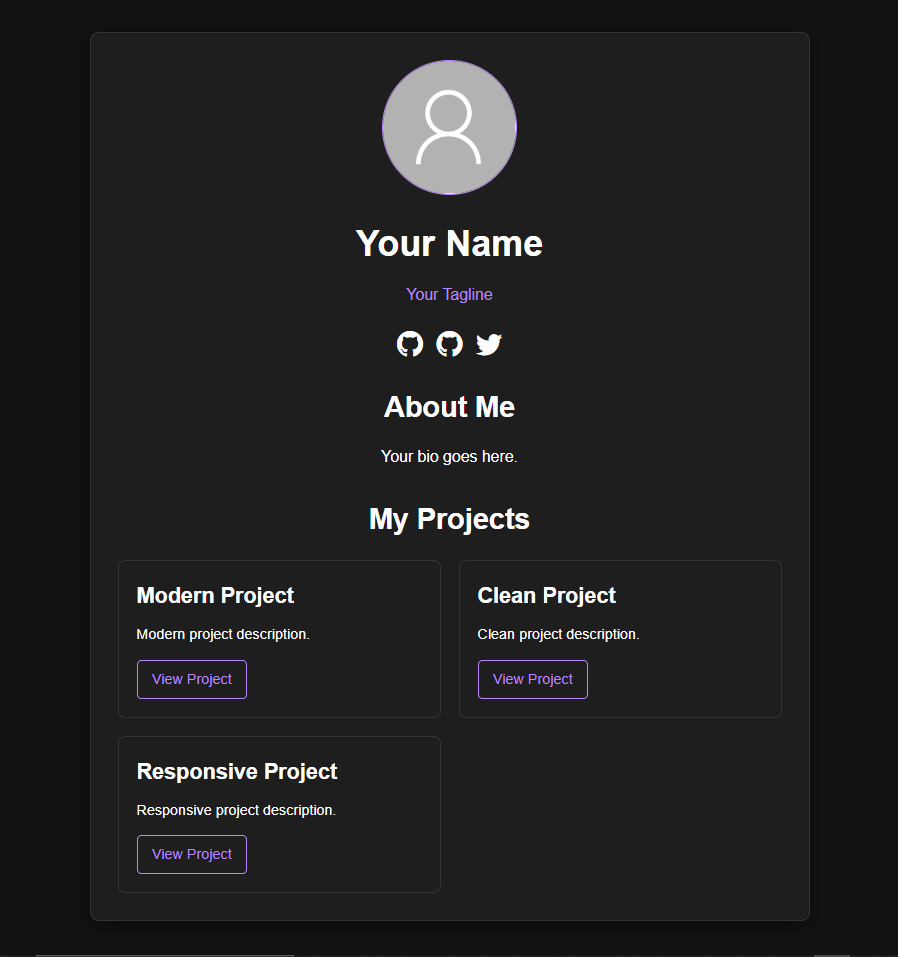 Your Name
Your Tagline
About Me
Your bio goes here.
My Projects
Modern Project
Modern project description.
View Project
Clean Project
Clean project description.
View Project
Responsive Project
Responsive project description.
View Project